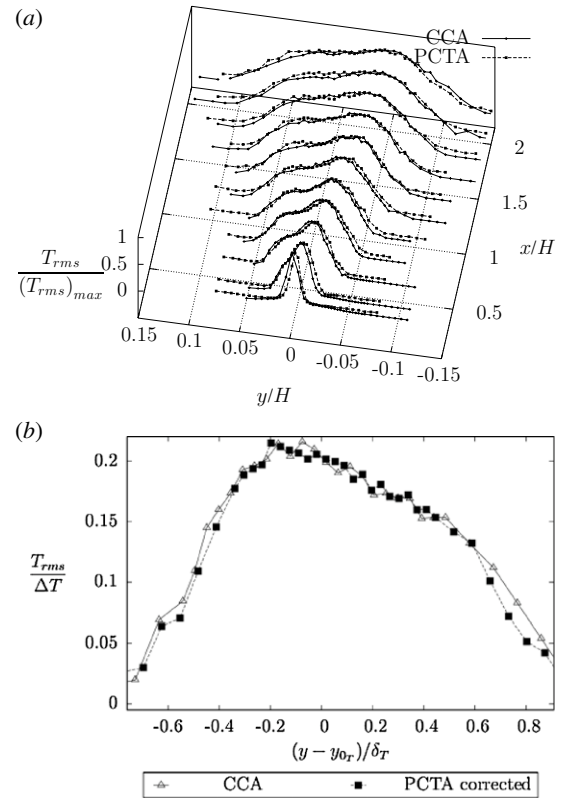 (a)
CCA
PCTA
2
1.5
1
0.5
x/H
1
0.5
0
T_rms
(T_rms)_max
0.15
0.1
0.05
0
-0.05
-0.1
-0.15
y/H
(b)
0.2
0.15
0.1
0.05
0
T_rms
ΔT
-0.6 -0.4 -0.2 0 0.2 0.4 0.6 0.8
(y − y_0_T)/δ_T
CCA PCTA corrected